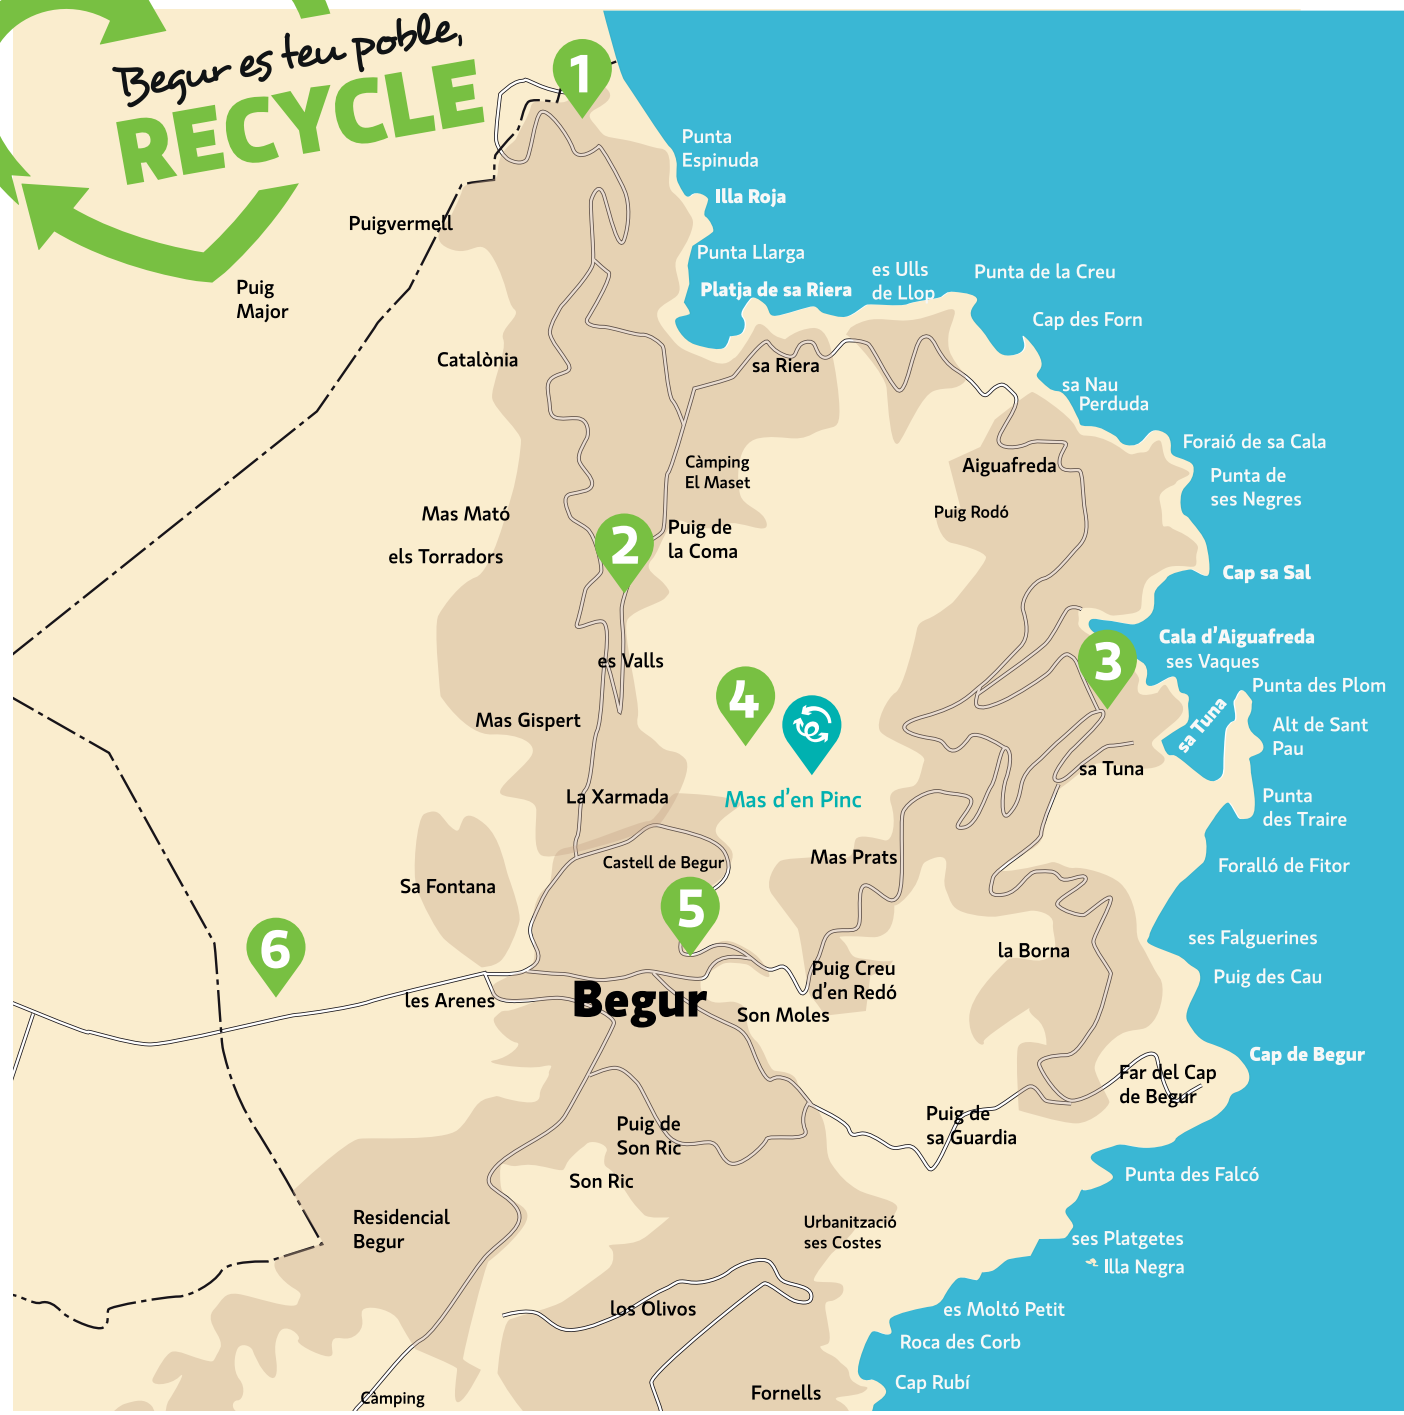 Begur es teu poble,
RECYCLE
1
Punta
Espinuda
Illa Roja
Puigvermell
Punta Llarga
es Ulls
de Llop
Punta de la Creu
Platja de sa Riera
Puig
Major
Cap des Forn
Catalònia
sa Riera
sa Nau
Perduda
Foraió de sa Cala
Càmping
El Maset
Aiguafreda
Punta de
ses Negres
Mas Mató
Puig Rodó
2
Puig de
la Coma
els Torradors
Cap sa Sal
Cala d'Aiguafreda
3
ses Vaques
es Valls
Punta des Plom
4
sa Tuna
Mas Gispert
Alt de Sant
Pau
sa Tuna
La Xarmada
Mas d'en Pinc
Punta
des Traire
Castell de Begur
Mas Prats
Foralló de Fitor
Sa Fontana
5
6
ses Falguerines
la Borna
Puig Creu
d'en Redó
Puig des Cau
les Arenes
Begur
Son Moles
Cap de Begur
Far del Cap
de Begur
Puig de
sa Guardia
Puig de
Son Ric
Son Ric
Punta des Falcó
Residencial
Begur
Urbanització
ses Costes
ses Platgetes
Illa Negra
los Olivos
es Moltó Petit
Roca des Corb
Cap Rubí
Càmping
Fornells